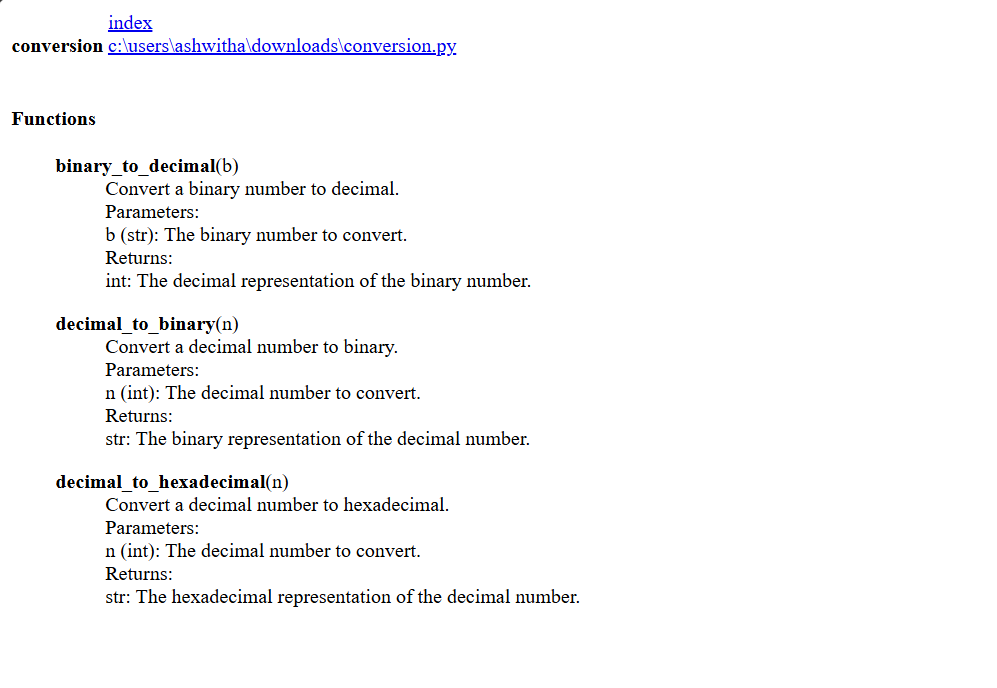 index
conversion c:\users\ashwitha\downloads\conversion.py
Functions
binary_to_decimal(b)
Convert a binary number to decimal.
Parameters:
b (str): The binary number to convert.
Returns:
int: The decimal representation of the binary number.
decimal_to_binary(n)
Convert a decimal number to binary.
Parameters:
n (int): The decimal number to convert.
Returns:
str: The binary representation of the decimal number.
decimal_to_hexadecimal(n)
Convert a decimal number to hexadecimal.
Parameters:
n (int): The decimal number to convert.
Returns:
str: The hexadecimal representation of the decimal number.